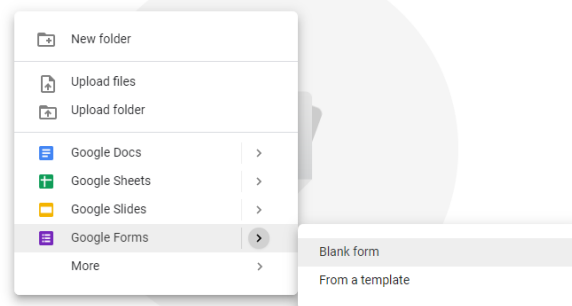 New folder
Upload files
Upload folder
Google Docs
Google Sheets
Google Slides
Google Forms
More
Blank form
From a template